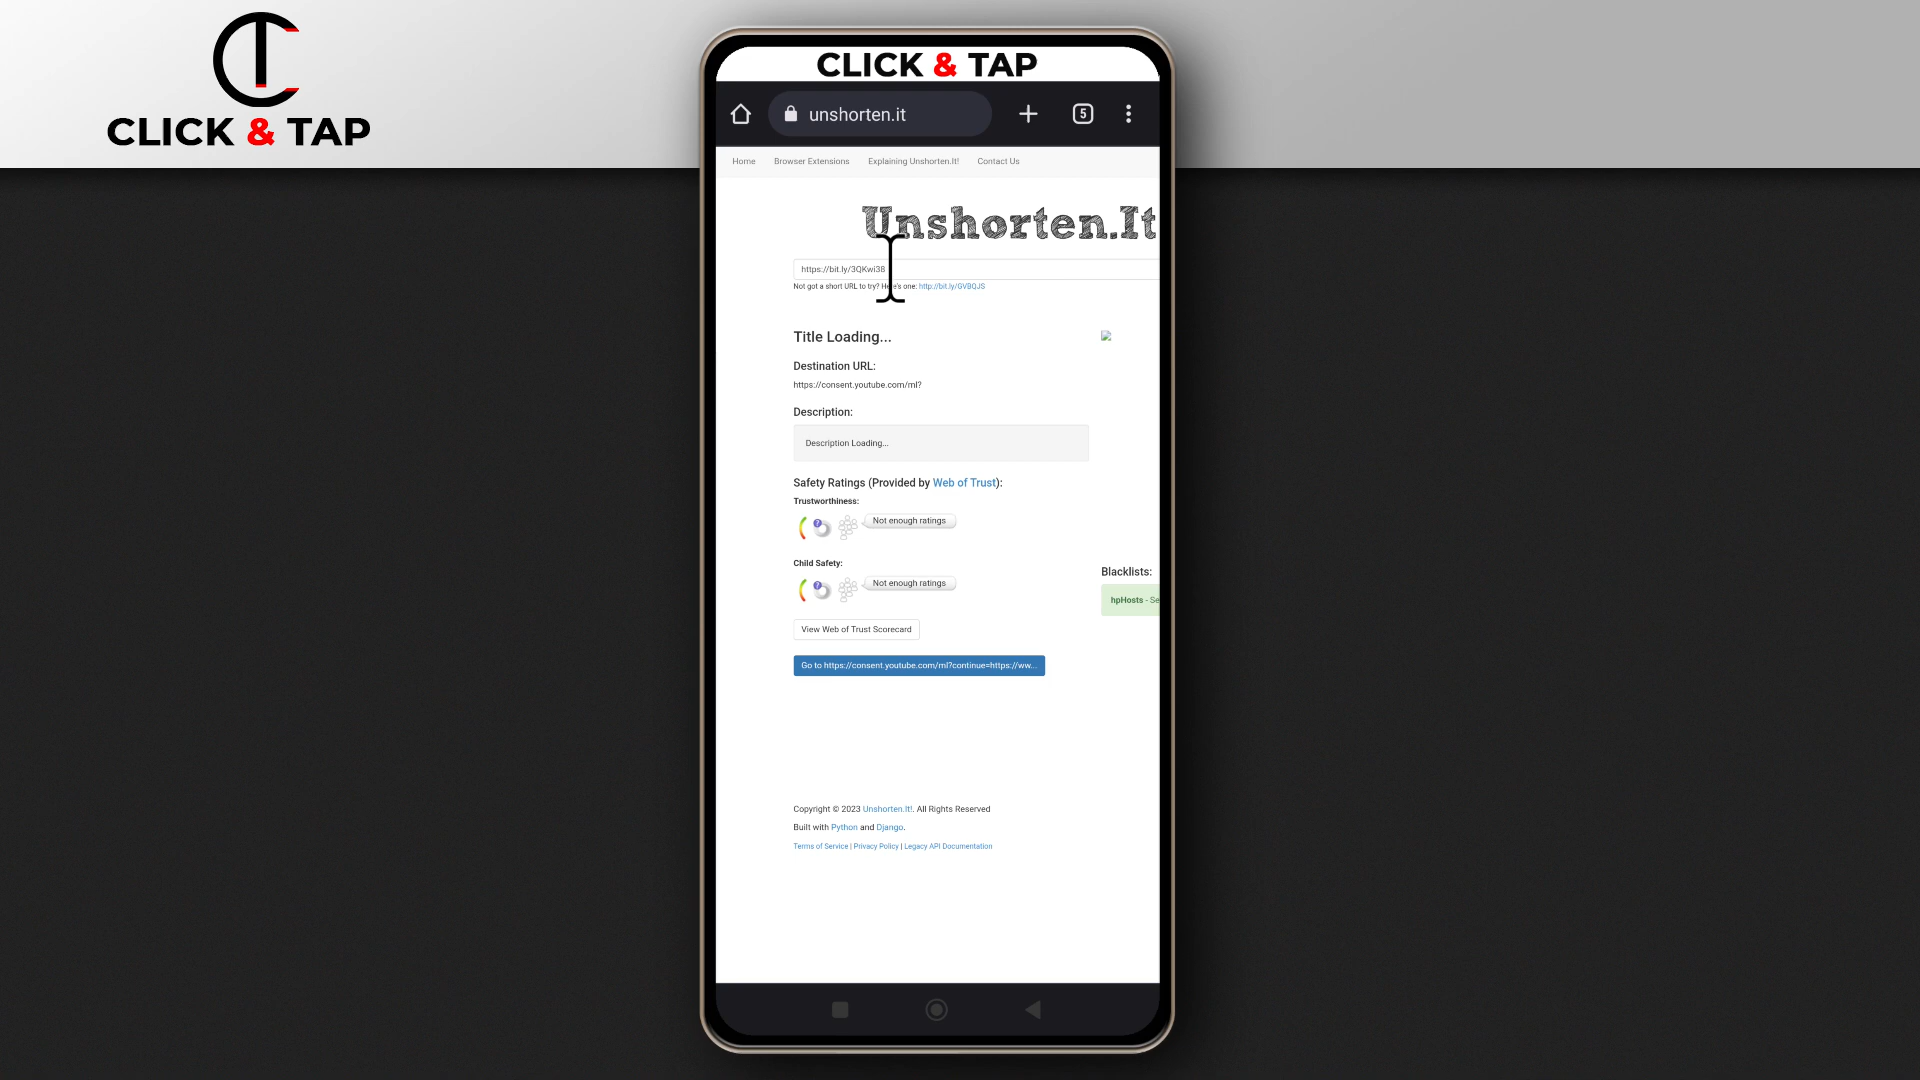 CLICK & TAP
CLICK & TAP
unshorten.it
5
Home Browser Extensions Explaining Unshorten.It! Contact Us
Unshorten.It
https://bit.ly/3QKwi38
Not got a short URL to try? Here's one: http://bit.ly/GVBQJS
Title Loading...
Destination URL:
https://consent.youtube.com/ml?
Description:
Description Loading...
Safety Ratings (Provided by Web of Trust):
Trustworthiness:
? Not enough ratings
Child Safety:
? Not enough ratings
Blacklists:
hpHosts - Se
View Web of Trust Scorecard
Go to https://consent.youtube.com/ml?continue=https://ww...
Copyright © 2023 Unshorten.It!. All Rights Reserved
Built with Python and Django.
Terms of Service | Privacy Policy | Legacy API Documentation